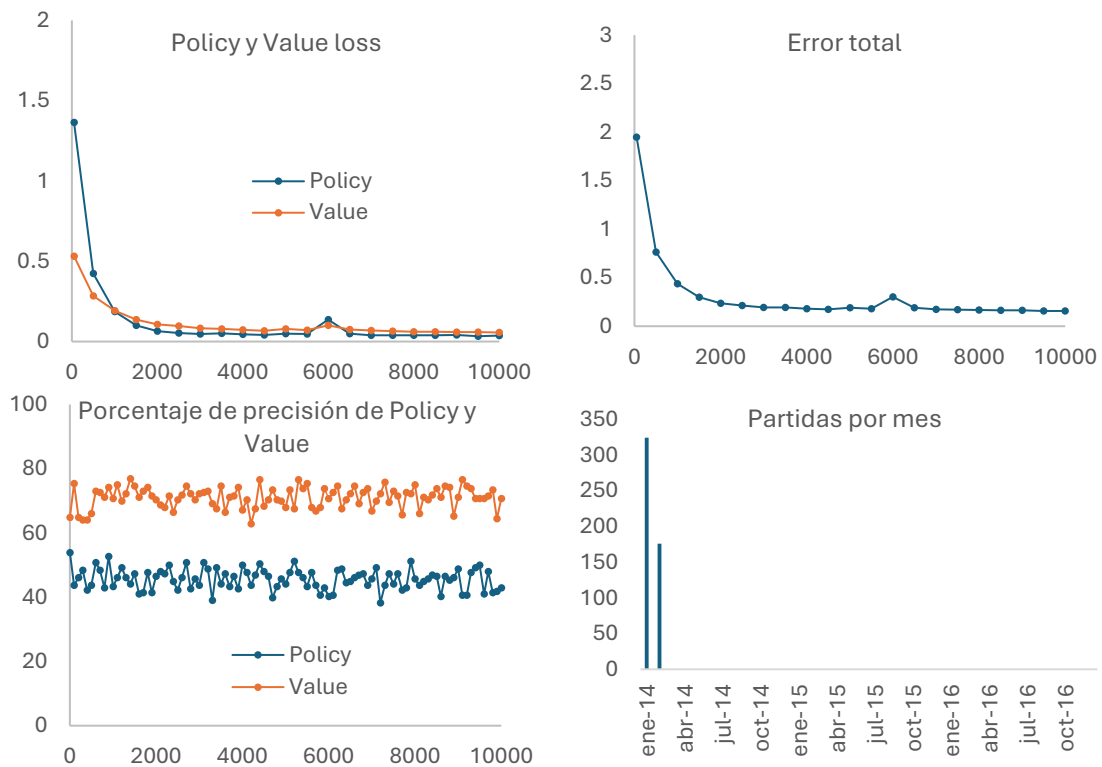 Policy y Value loss
2
1.5
1
0.5
0
0 2000 4000 6000 8000 10000
Policy
Value
Error total
3
2.5
2
1.5
1
0.5
0
0 2000 4000 6000 8000 10000
Porcentaje de precisión de Policy y
Value
100
80
60
40
20
0
0 2000 4000 6000 8000 10000
Policy
Value
Partidas por mes
350
300
250
200
150
100
50
0
ene-14
abr-14
jul-14
oct-14
ene-15
abr-15
jul-15
oct-15
ene-16
abr-16
jul-16
oct-16